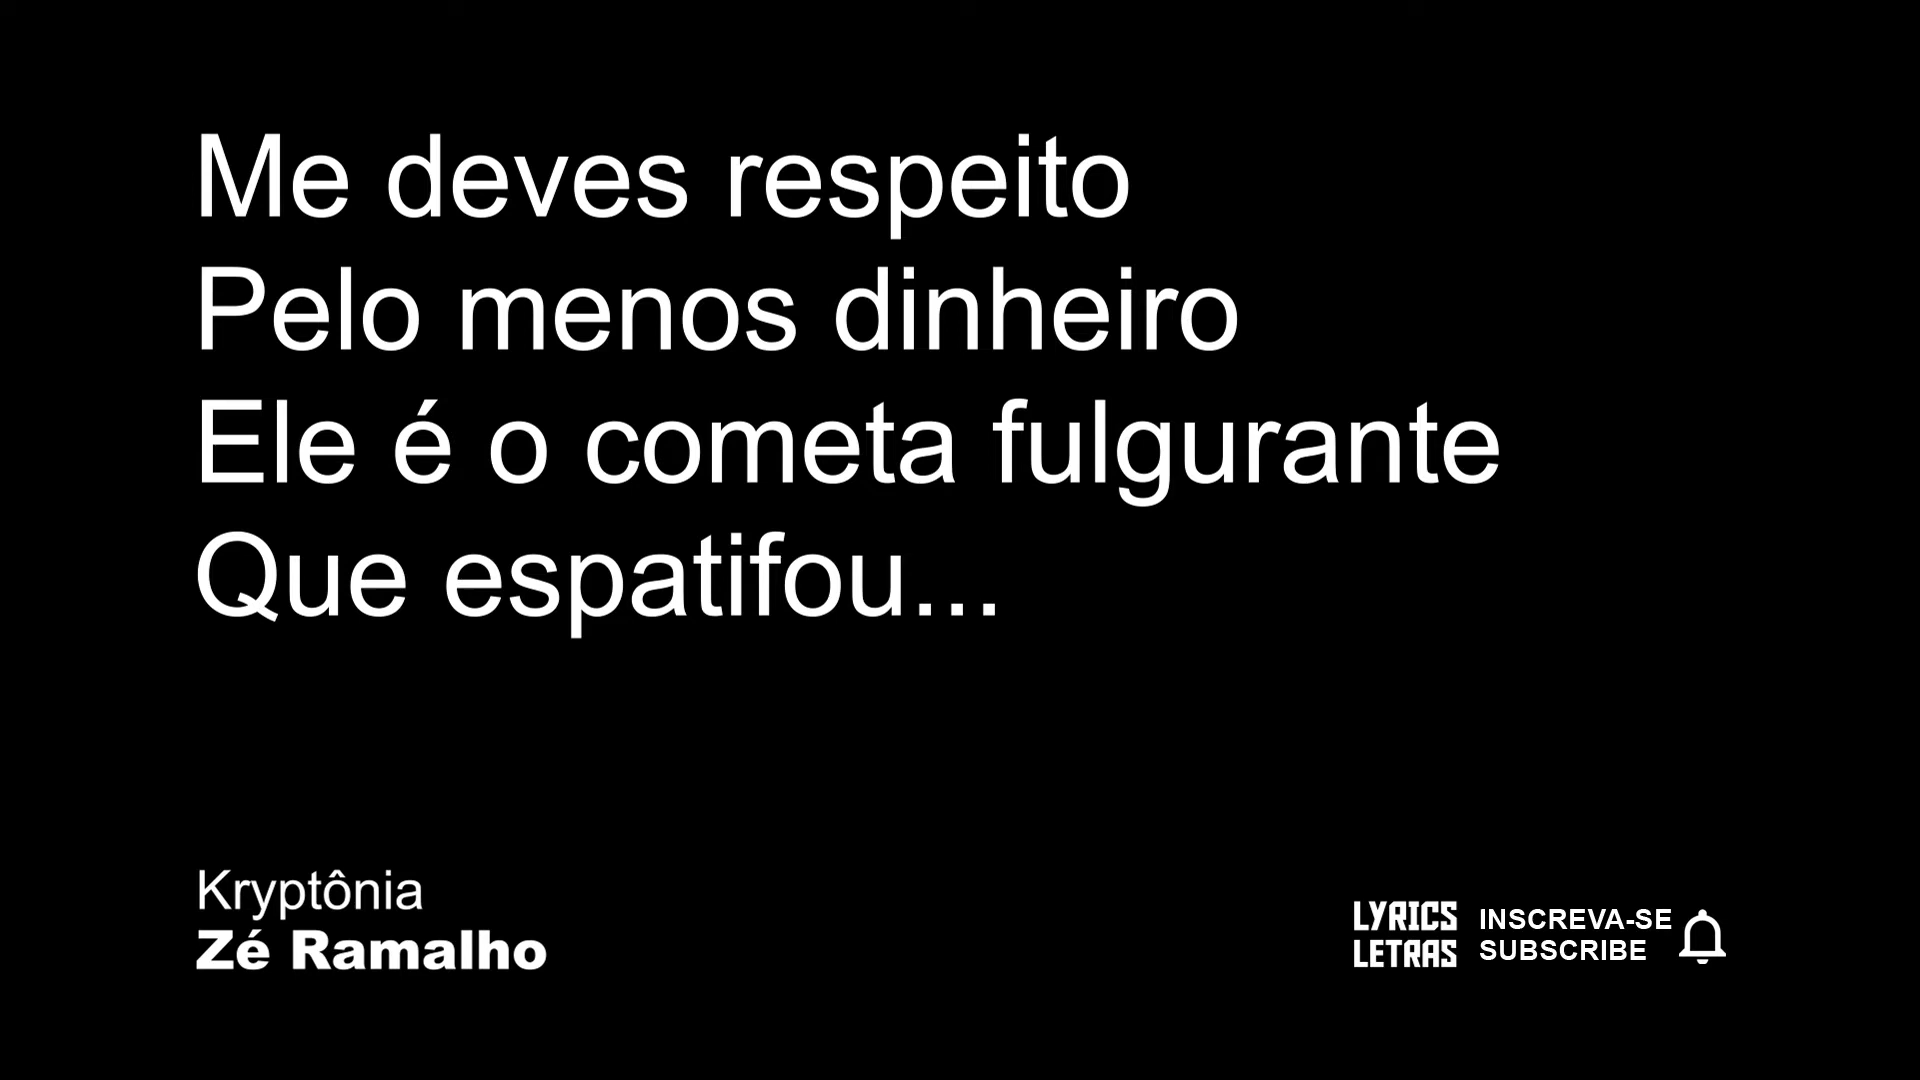 Me deves respeito
Pelo menos dinheiro
Ele é o cometa fulgurante
Que espatifou...
Kryptônia
Zé Ramalho
LYRICS
LETRAS
INSCREVA-SE
SUBSCRIBE